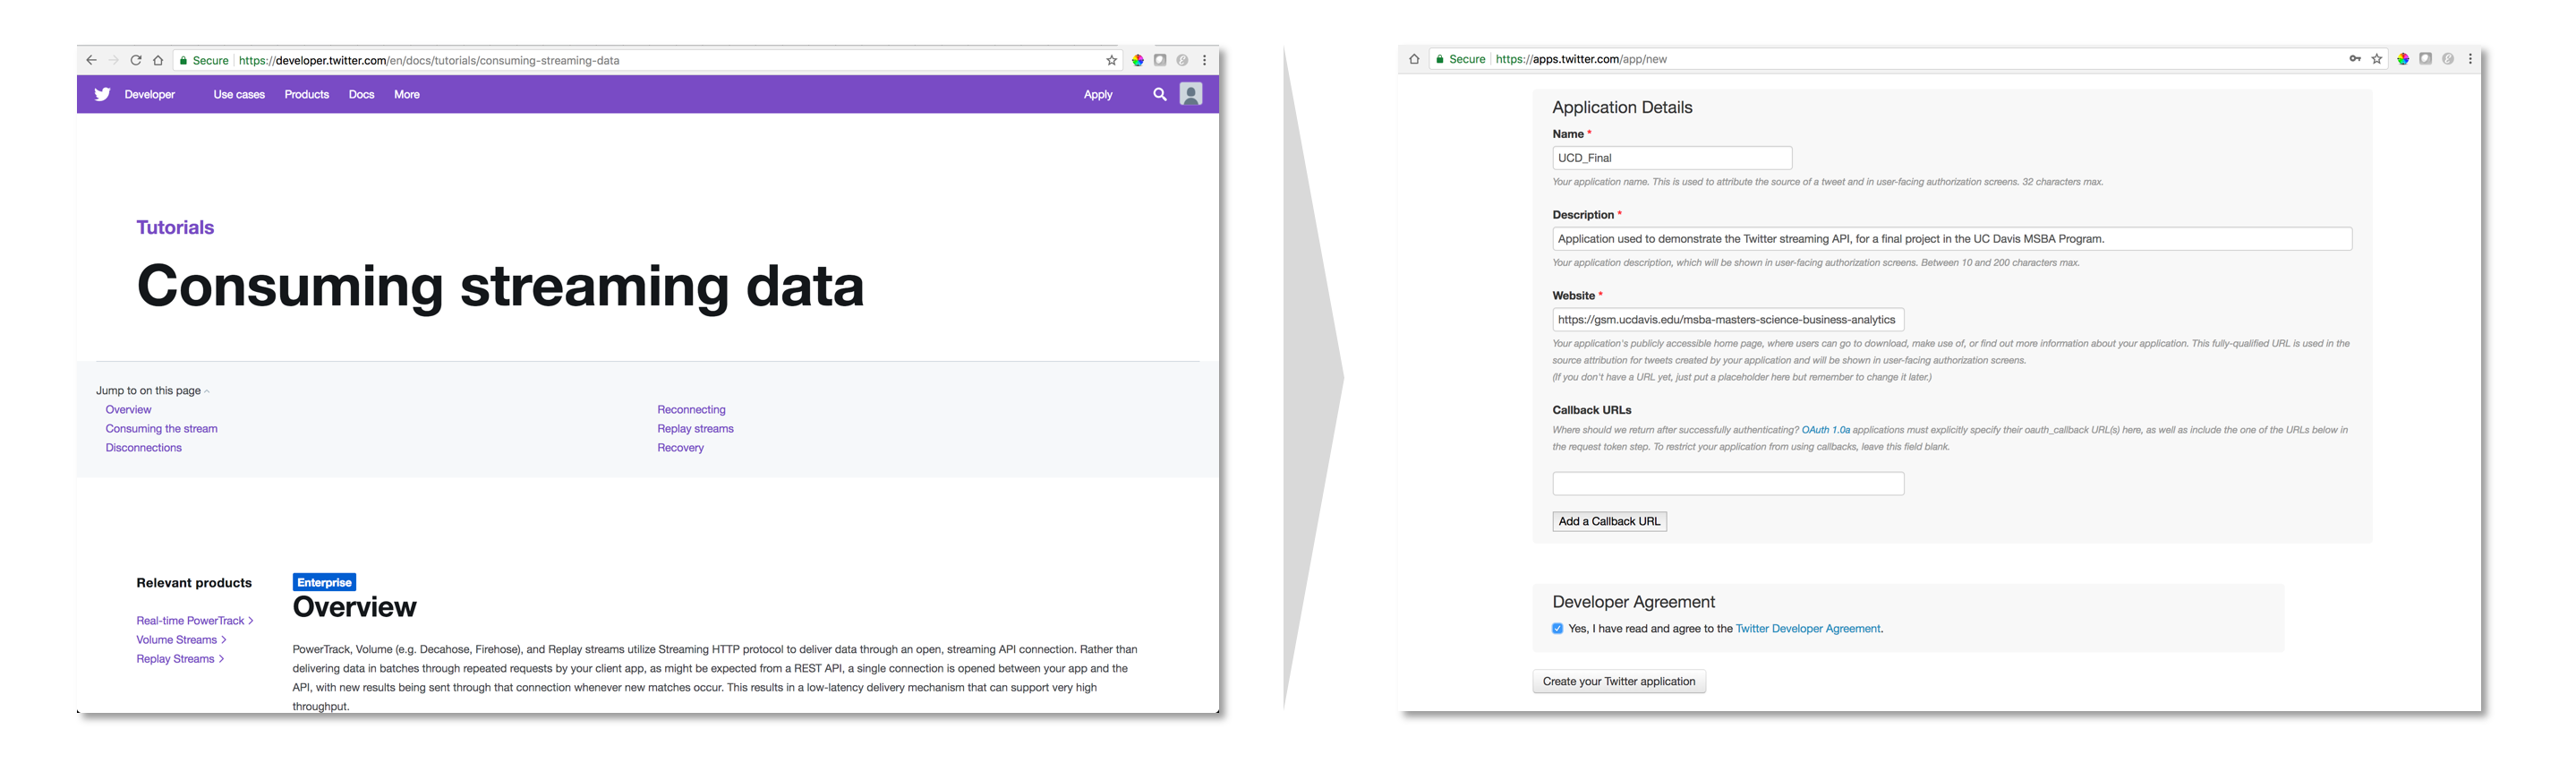 Secure https://developer.twitter.com/en/docs/tutorials/consuming-streaming-data
Developer Use cases Products Docs More Apply
Tutorials
Consuming streaming data
Jump to on this page
Overview
Consuming the stream
Disconnections
Reconnecting
Replay streams
Recovery
Relevant products
Real-time PowerTrack
Volume Streams
Replay Streams
Enterprise
Overview
PowerTrack, Volume (e.g. Decahose, Firehose), and Replay streams utilize Streaming HTTP protocol to deliver data through an open, streaming API connection. Rather than
delivering data in batches through repeated requests by your client app, as might be expected from a REST API, a single connection is opened between your app and the
API, with new results being sent through that connection whenever new matches occur. This results in a low-latency delivery mechanism that can support very high
throughput.
Secure https://apps.twitter.com/app/new
Application Details
Name *
UCD_Final
Your application name. This is used to attribute the source of a tweet and in user-facing authorization screens. 32 characters max.
Description *
Application used to demonstrate the Twitter streaming API, for a final project in the UC Davis MSBA Program.
Your application description, which will be shown in user-facing authorization screens. Between 10 and 200 characters max.
Website *
https://gsm.ucdavis.edu/msba-masters-science-business-analytics
Your application's publicly accessible home page, where users can go to download, make use of, or find out more information about your application. This fully-qualified URL is used in the
source attribution for tweets created by your application and will be shown in user-facing authorization screens.
(If you don't have a URL yet, just put a placeholder here but remember to change it later.)
Callback URLs
Where should we return after successfully authenticating? OAuth 1.0a applications must explicitly specify their oauth_callback URL(s) here, as well as include the one of the URLs below in
the request token step. To restrict your application from using callbacks, leave this field blank.
Add a Callback URL
Developer Agreement
Yes, I have read and agree to the Twitter Developer Agreement.
Create your Twitter application